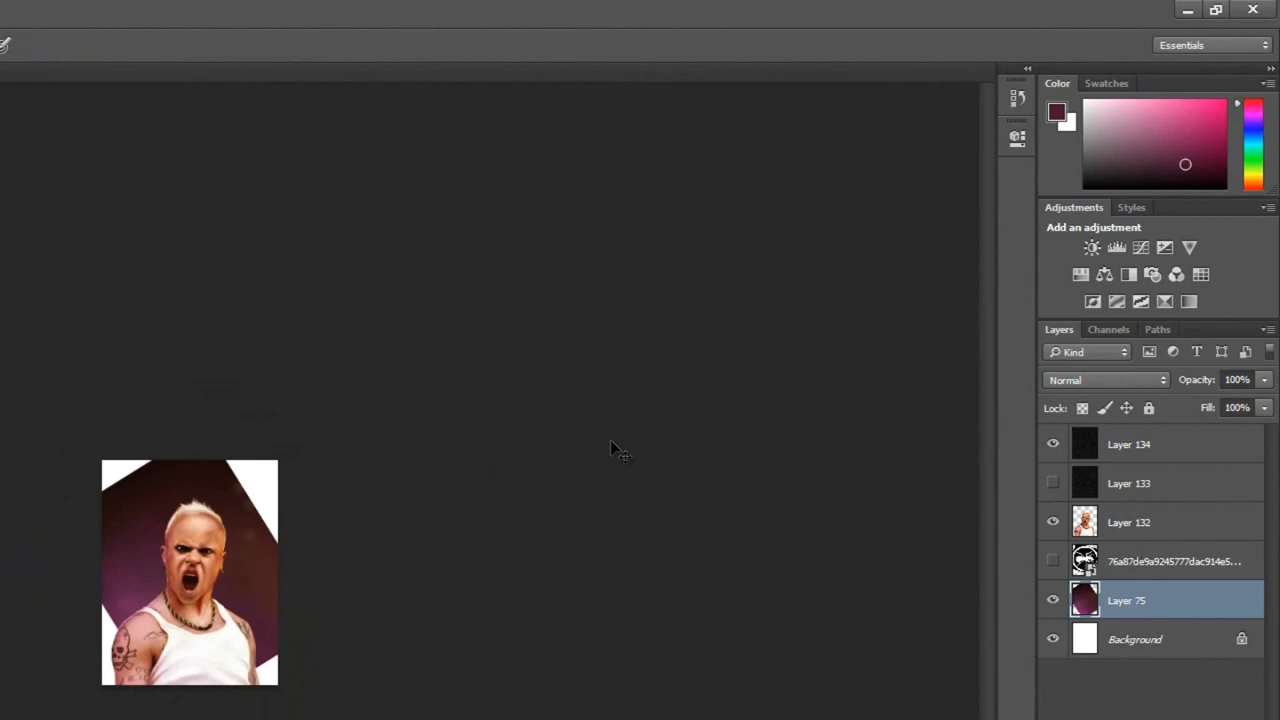 Essentials
Color Swatches
Adjustments Styles
Add an adjustment
Layers Channels Paths
Kind
Normal Opacity: 100%
Lock: Fill: 100%
Layer 134
Layer 133
Layer 132
76a87de9a9245777dac914e5...
Layer 75
Background